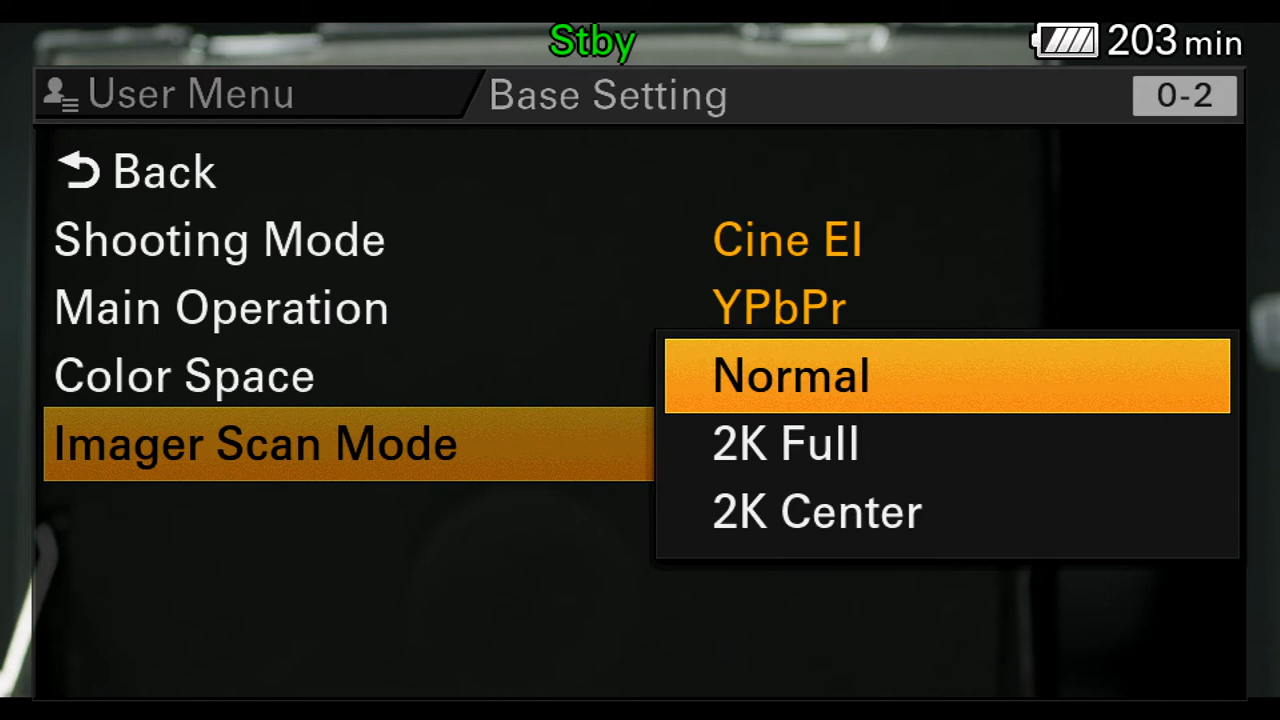 Stby
203 min
User Menu
Base Setting
0-2
Back
Shooting Mode Cine EI
Main Operation YPbPr
Color Space
Normal
Imager Scan Mode
2K Full
2K Center